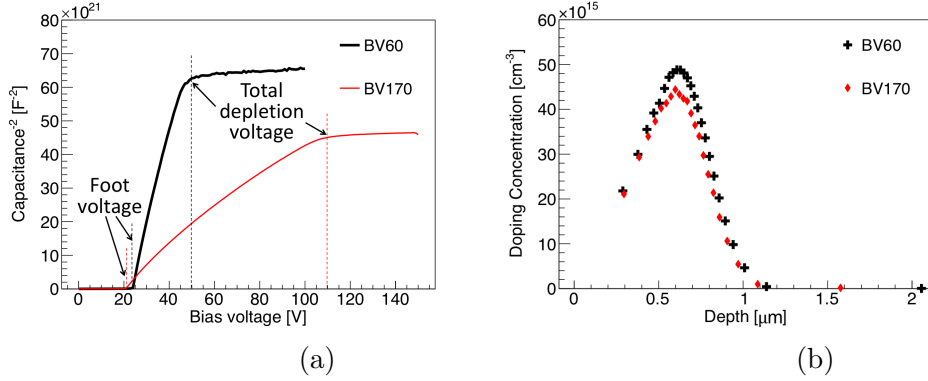 ×10²¹
80
70
60
50
40
30
20
10
0
Capacitance⁻² [F⁻²]
BV60
BV170
Total
depletion
voltage
Foot
voltage
0 20 40 60 80 100 120 140
Bias voltage [V]
(a)
×10¹⁵
60
50
40
30
20
10
0
Doping Concentration [cm⁻³]
BV60
BV170
0 0.5 1 1.5 2
Depth [μm]
(b)